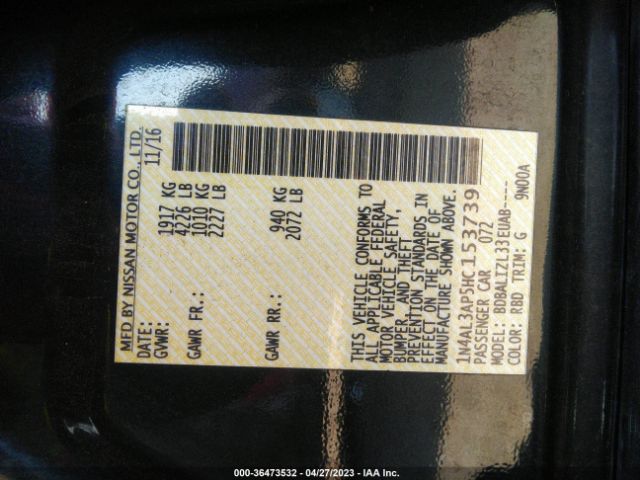 MFD BY NISSAN MOTOR CO., LTD.
DATE: 11/16
GVWR: 1917 KG
4226 LB
GAWR FR.: 1010 KG
2227 LB
GAWR RR.: 940 KG
2072 LB
THIS VEHICLE CONFORMS TO
ALL APPLICABLE FEDERAL
MOTOR VEHICLE SAFETY,
BUMPER, AND THEFT
PREVENTION STANDARDS IN
EFFECT ON THE DATE OF
MANUFACTURE SHOWN ABOVE.
1N4AL3AP5HC153739
PASSENGER CAR 072
MODEL: BDBALIZL33EUAB-----
COLOR: RBD TRIM: G 9N00A
000-36473532 - 04/27/2023 - IAA Inc.